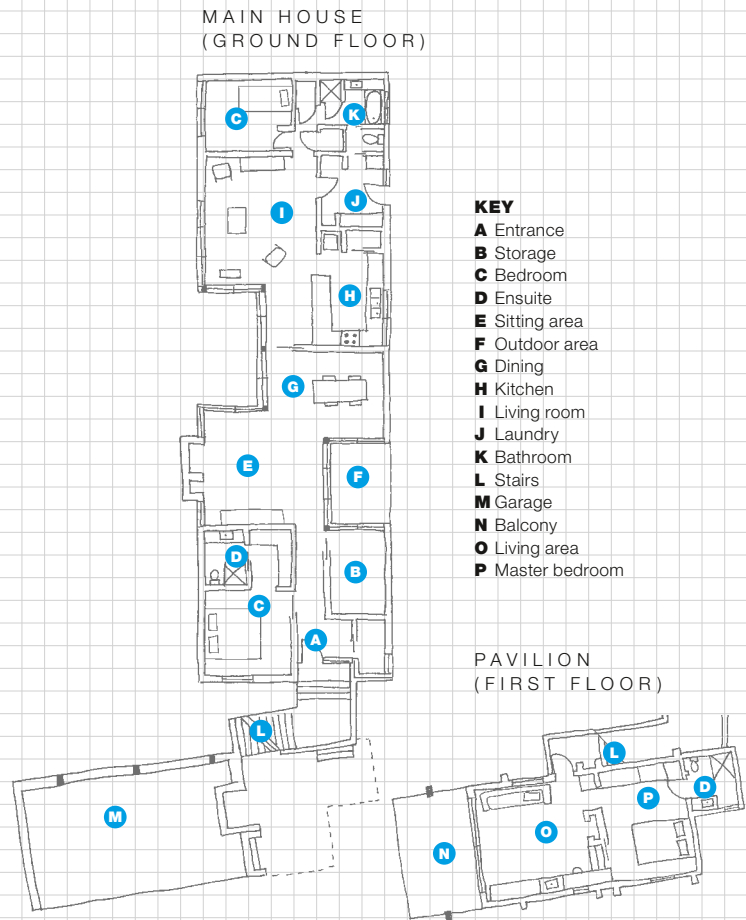 MAIN HOUSE
(GROUND FLOOR)
C
K
J
I
H
G
E
F
D
B
C
A
L
M
KEY
A Entrance
B Storage
C Bedroom
D Ensuite
E Sitting area
F Outdoor area
G Dining
H Kitchen
I Living room
J Laundry
K Bathroom
L Stairs
M Garage
N Balcony
O Living area
P Master bedroom
PAVILION
(FIRST FLOOR)
L
D
P
O
N